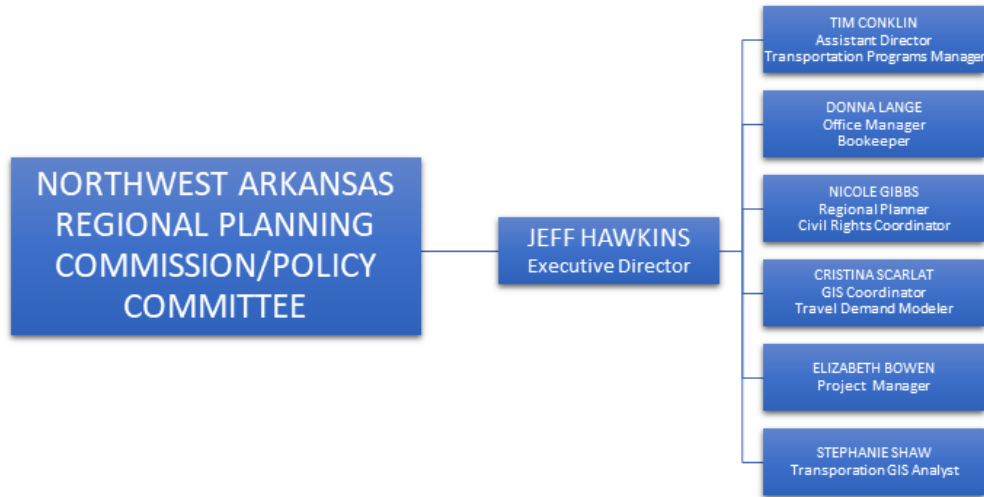 NORTHWEST ARKANSAS
REGIONAL PLANNING
COMMISSION/POLICY
COMMITTEE
JEFF HAWKINS
Executive Director
TIM CONKLIN
Assistant Director
Transportation Programs Manager
DONNA LANGE
Office Manager
Bookeeper
NICOLE GIBBS
Regional Planner
Civil Rights Coordinator
CRISTINA SCARLAT
GIS Coordinator
Travel Demand Modeler
ELIZABETH BOWEN
Project Manager
STEPHANIE SHAW
Transporation GIS Analyst